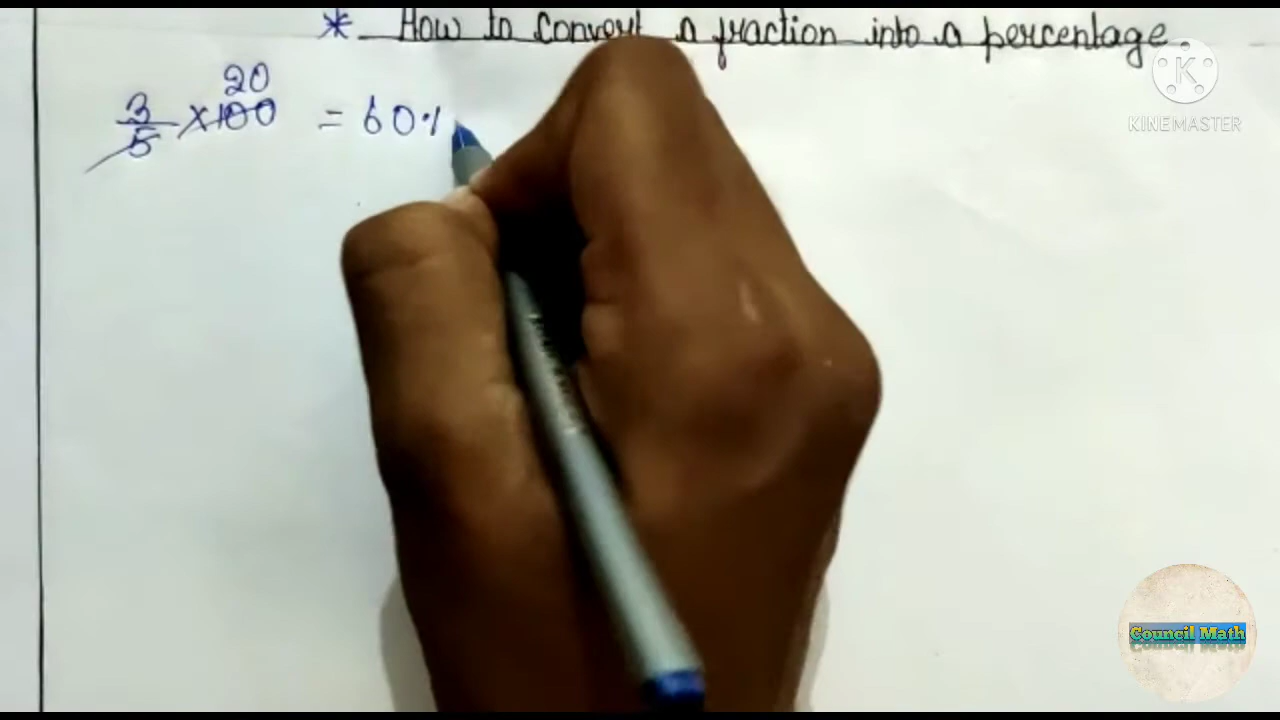 * How to convert a fraction into a percentage.
K
KINEMASTER
20
3/5 × 100 = 60%
Council Math